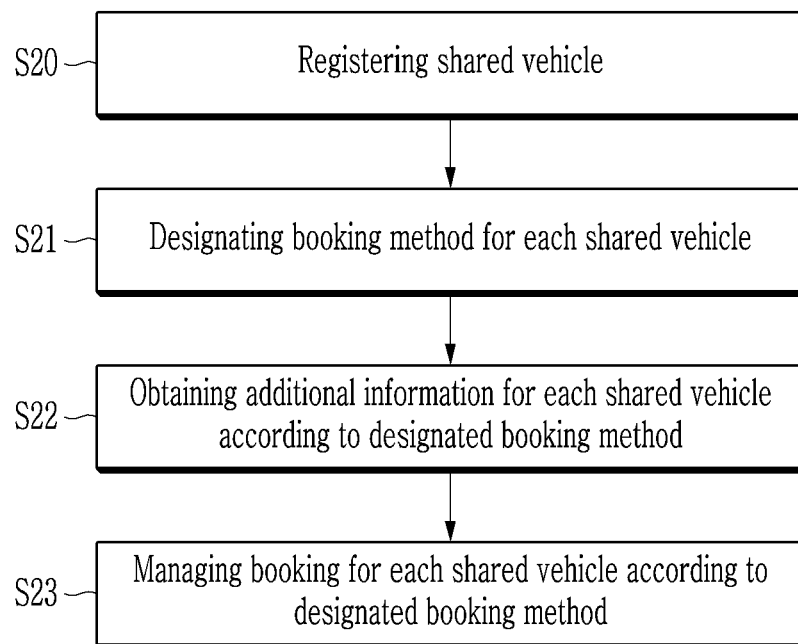 S20
Registering shared vehicle
S21
Designating booking method for each shared vehicle
S22
Obtaining additional information for each shared vehicle
according to designated booking method
S23
Managing booking for each shared vehicle according to
designated booking method